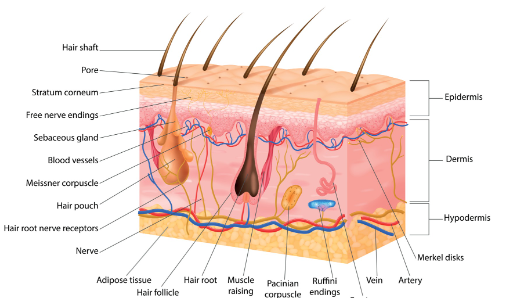 Hair shaft
Pore
Stratum corneum
Free nerve endings
Sebaceous gland
Blood vessels
Meissner corpuscle
Hair pouch
Hair root nerve receptors
Nerve
Adipose tissue
Hair follicle
Hair root
Muscle
raising
Pacinian
corpuscle
Ruffini
endings
Vein
Artery
Merkel disks
Epidermis
Dermis
Hypodermis